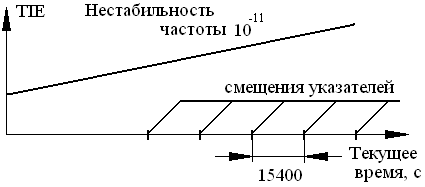 TIE
Нестабильность
частоты 10⁻¹¹
смещения указателей
15400
Текущее
время, с